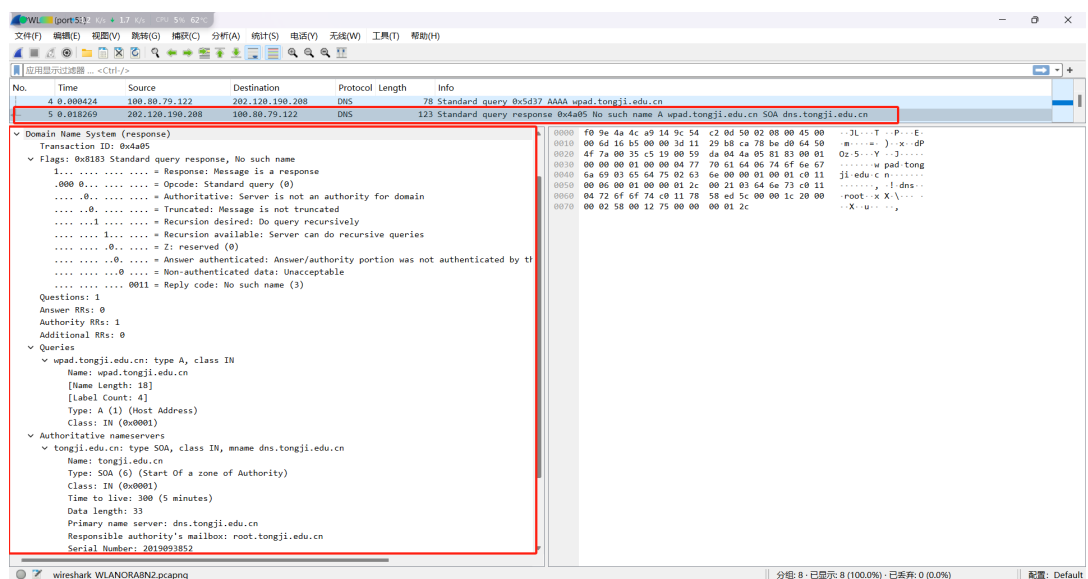 WL (port 53) K/s ↓ 1.7 K/s CPU 5% 62°C
文件(F) 编辑(E) 视图(V) 跳转(G) 捕获(C) 分析(A) 统计(S) 电话(Y) 无线(W) 工具(T) 帮助(H)
应用显示过滤器 … <Ctrl-/>
No. Time Source Destination Protocol Length Info
4 0.000424 100.80.79.122 202.120.190.208 DNS 78 Standard query 0x5d37 AAAA wpad.tongji.edu.cn
5 0.018269 202.120.190.208 100.80.79.122 DNS 123 Standard query response 0x4a05 No such name A wpad.tongji.edu.cn SOA dns.tongji.edu.cn
Domain Name System (response)
Transaction ID: 0x4a05
Flags: 0x8183 Standard query response, No such name
1... .... .... .... = Response: Message is a response
.000 0... .... .... = Opcode: Standard query (0)
.... .0.. .... .... = Authoritative: Server is not an authority for domain
.... ..0. .... .... = Truncated: Message is not truncated
.... ...1 .... .... = Recursion desired: Do query recursively
.... .... 1... .... = Recursion available: Server can do recursive queries
.... .... .0.. .... = Z: reserved (0)
.... .... ..0. .... = Answer authenticated: Answer/authority portion was not authenticated by th
.... .... ...0 .... = Non-authenticated data: Unacceptable
.... .... .... 0011 = Reply code: No such name (3)
Questions: 1
Answer RRs: 0
Authority RRs: 1
Additional RRs: 0
Queries
wpad.tongji.edu.cn: type A, class IN
Name: wpad.tongji.edu.cn
[Name Length: 18]
[Label Count: 4]
Type: A (1) (Host Address)
Class: IN (0x0001)
Authoritative nameservers
tongji.edu.cn: type SOA, class IN, mname dns.tongji.edu.cn
Name: tongji.edu.cn
Type: SOA (6) (Start Of a zone of Authority)
Class: IN (0x0001)
Time to live: 300 (5 minutes)
Data length: 33
Primary name server: dns.tongji.edu.cn
Responsible authority's mailbox: root.tongji.edu.cn
Serial Number: 2019093852
0000 f0 9e 4a 4c a9 14 9c 54 c2 0d 50 02 08 00 45 00 ··JL···T ··P···E·
0010 00 6d 16 b5 00 00 3d 11 29 b8 ca 78 be d0 64 50 ·m····=· )··x··dP
0020 4f 7a 00 35 c5 19 00 59 da 04 4a 05 81 83 00 01 Oz·5···Y ··J·····
0030 00 00 00 01 00 00 04 77 70 61 64 06 74 6f 6e 67 ·······w pad·tong
0040 6a 69 03 65 64 75 02 63 6e 00 00 01 00 01 c0 11 ji·edu·c n·······
0050 00 06 00 01 00 00 01 2c 00 21 03 64 6e 73 c0 11 ·······, ·!·dns··
0060 04 72 6f 6f 74 c0 11 78 58 ed 5c 00 00 1c 20 00 ·root··x X·\··· ·
0070 00 02 58 00 12 75 00 00 00 01 2c ··X··u·· ··,
wireshark_WLANORA8N2.pcapng
分组: 8 · 已显示: 8 (100.0%) · 已丢弃: 0 (0.0%)
配置: Default